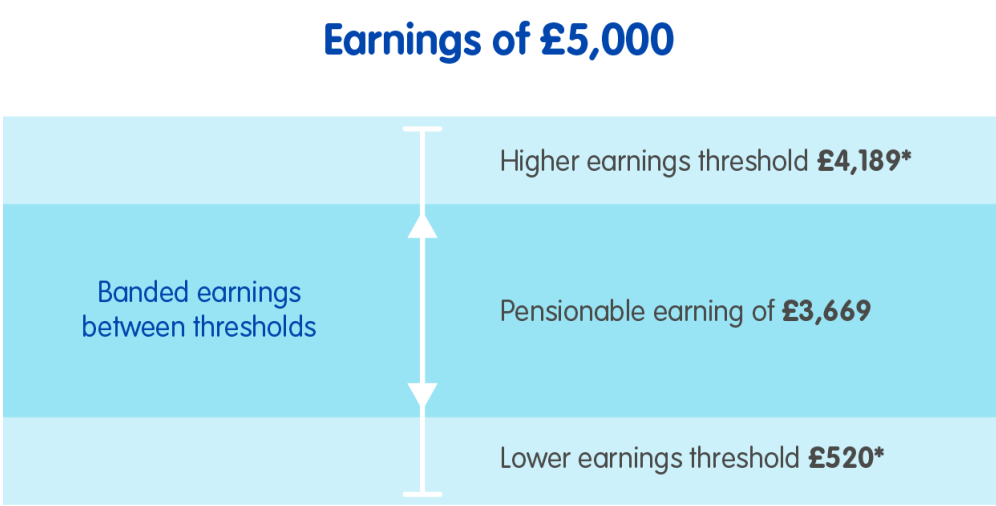 Earnings of £5,000
Higher earnings threshold £4,189*
Banded earnings
between thresholds
Pensionable earning of £3,669
Lower earnings threshold £520*